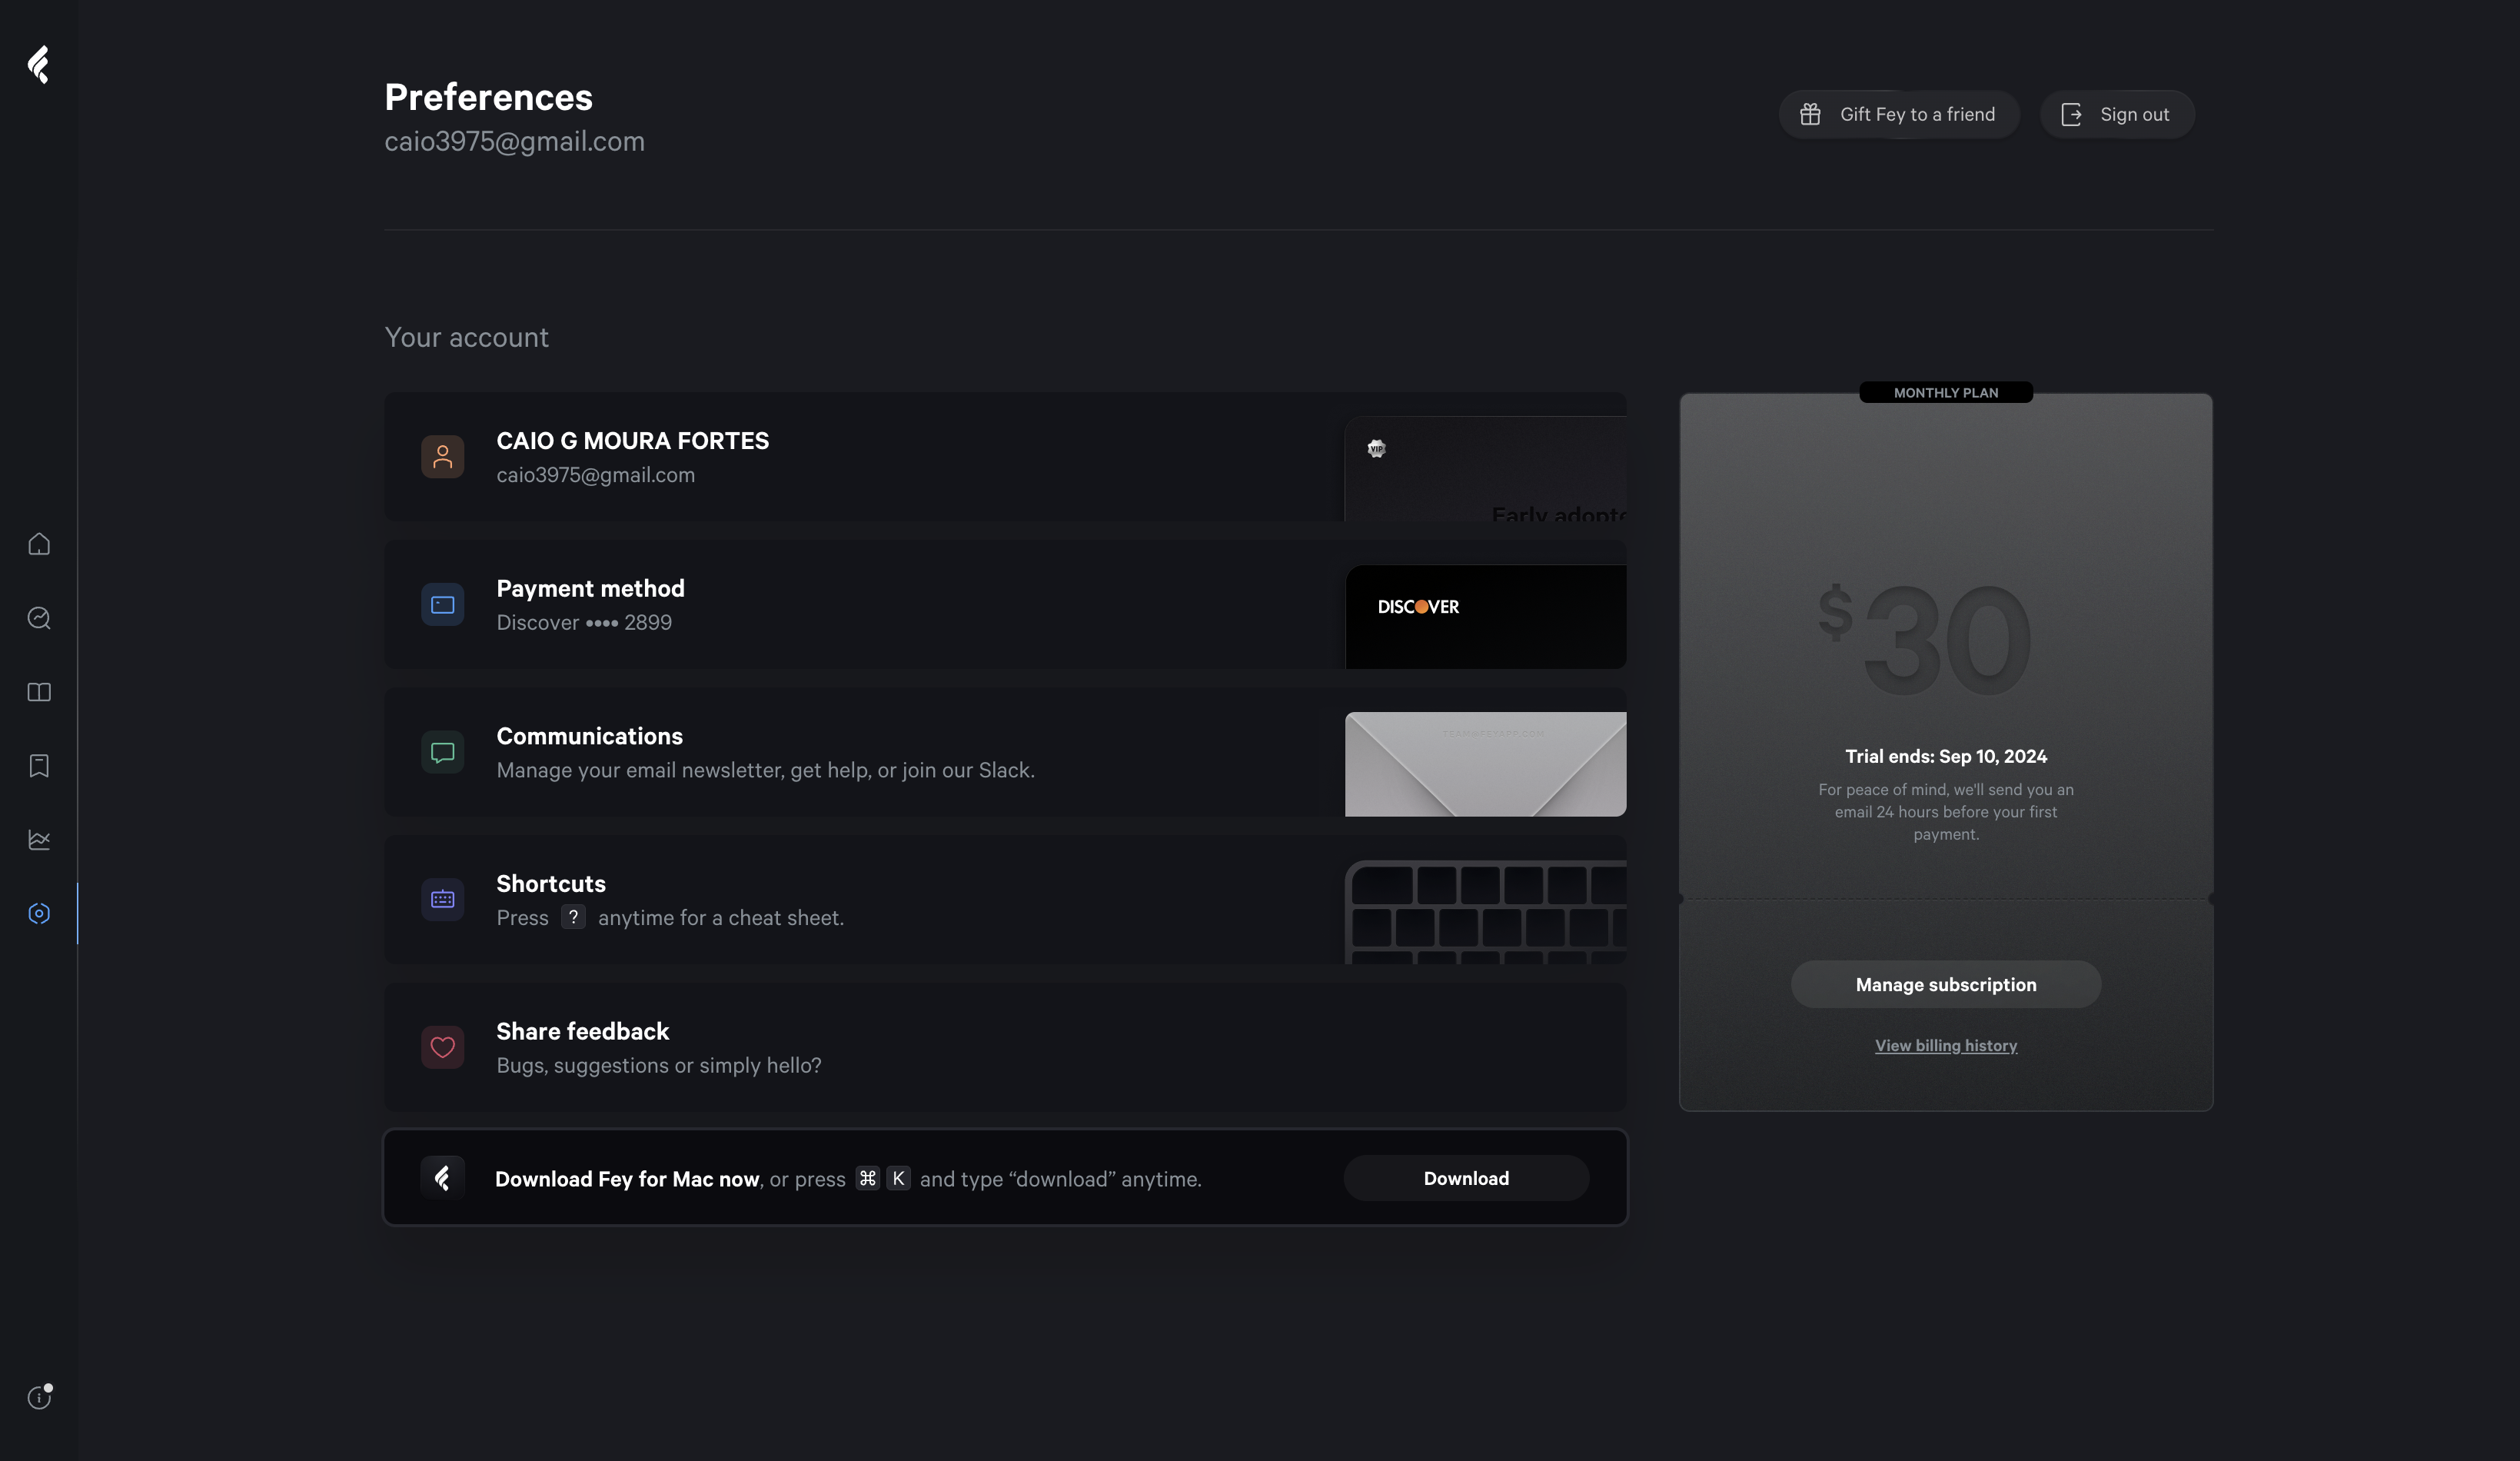 Preferences
caio3975@gmail.com
Gift Fey to a friend
Sign out
Your account
CAIO G MOURA FORTES
caio3975@gmail.com
VIP
Early
Payment method
Discover •••• 2899
DISCOVER
Communications
Manage your email newsletter, get help, or join our Slack.
Shortcuts
Press ? anytime for a cheat sheet.
Share feedback
Bugs, suggestions or simply hello?
Download Fey for Mac now, or press ⌘ K and type “download” anytime.
Download
MONTHLY PLAN
$30
Trial ends: Sep 10, 2024
For peace of mind, we'll send you an
email 24 hours before your first
payment.
Manage subscription
View billing history